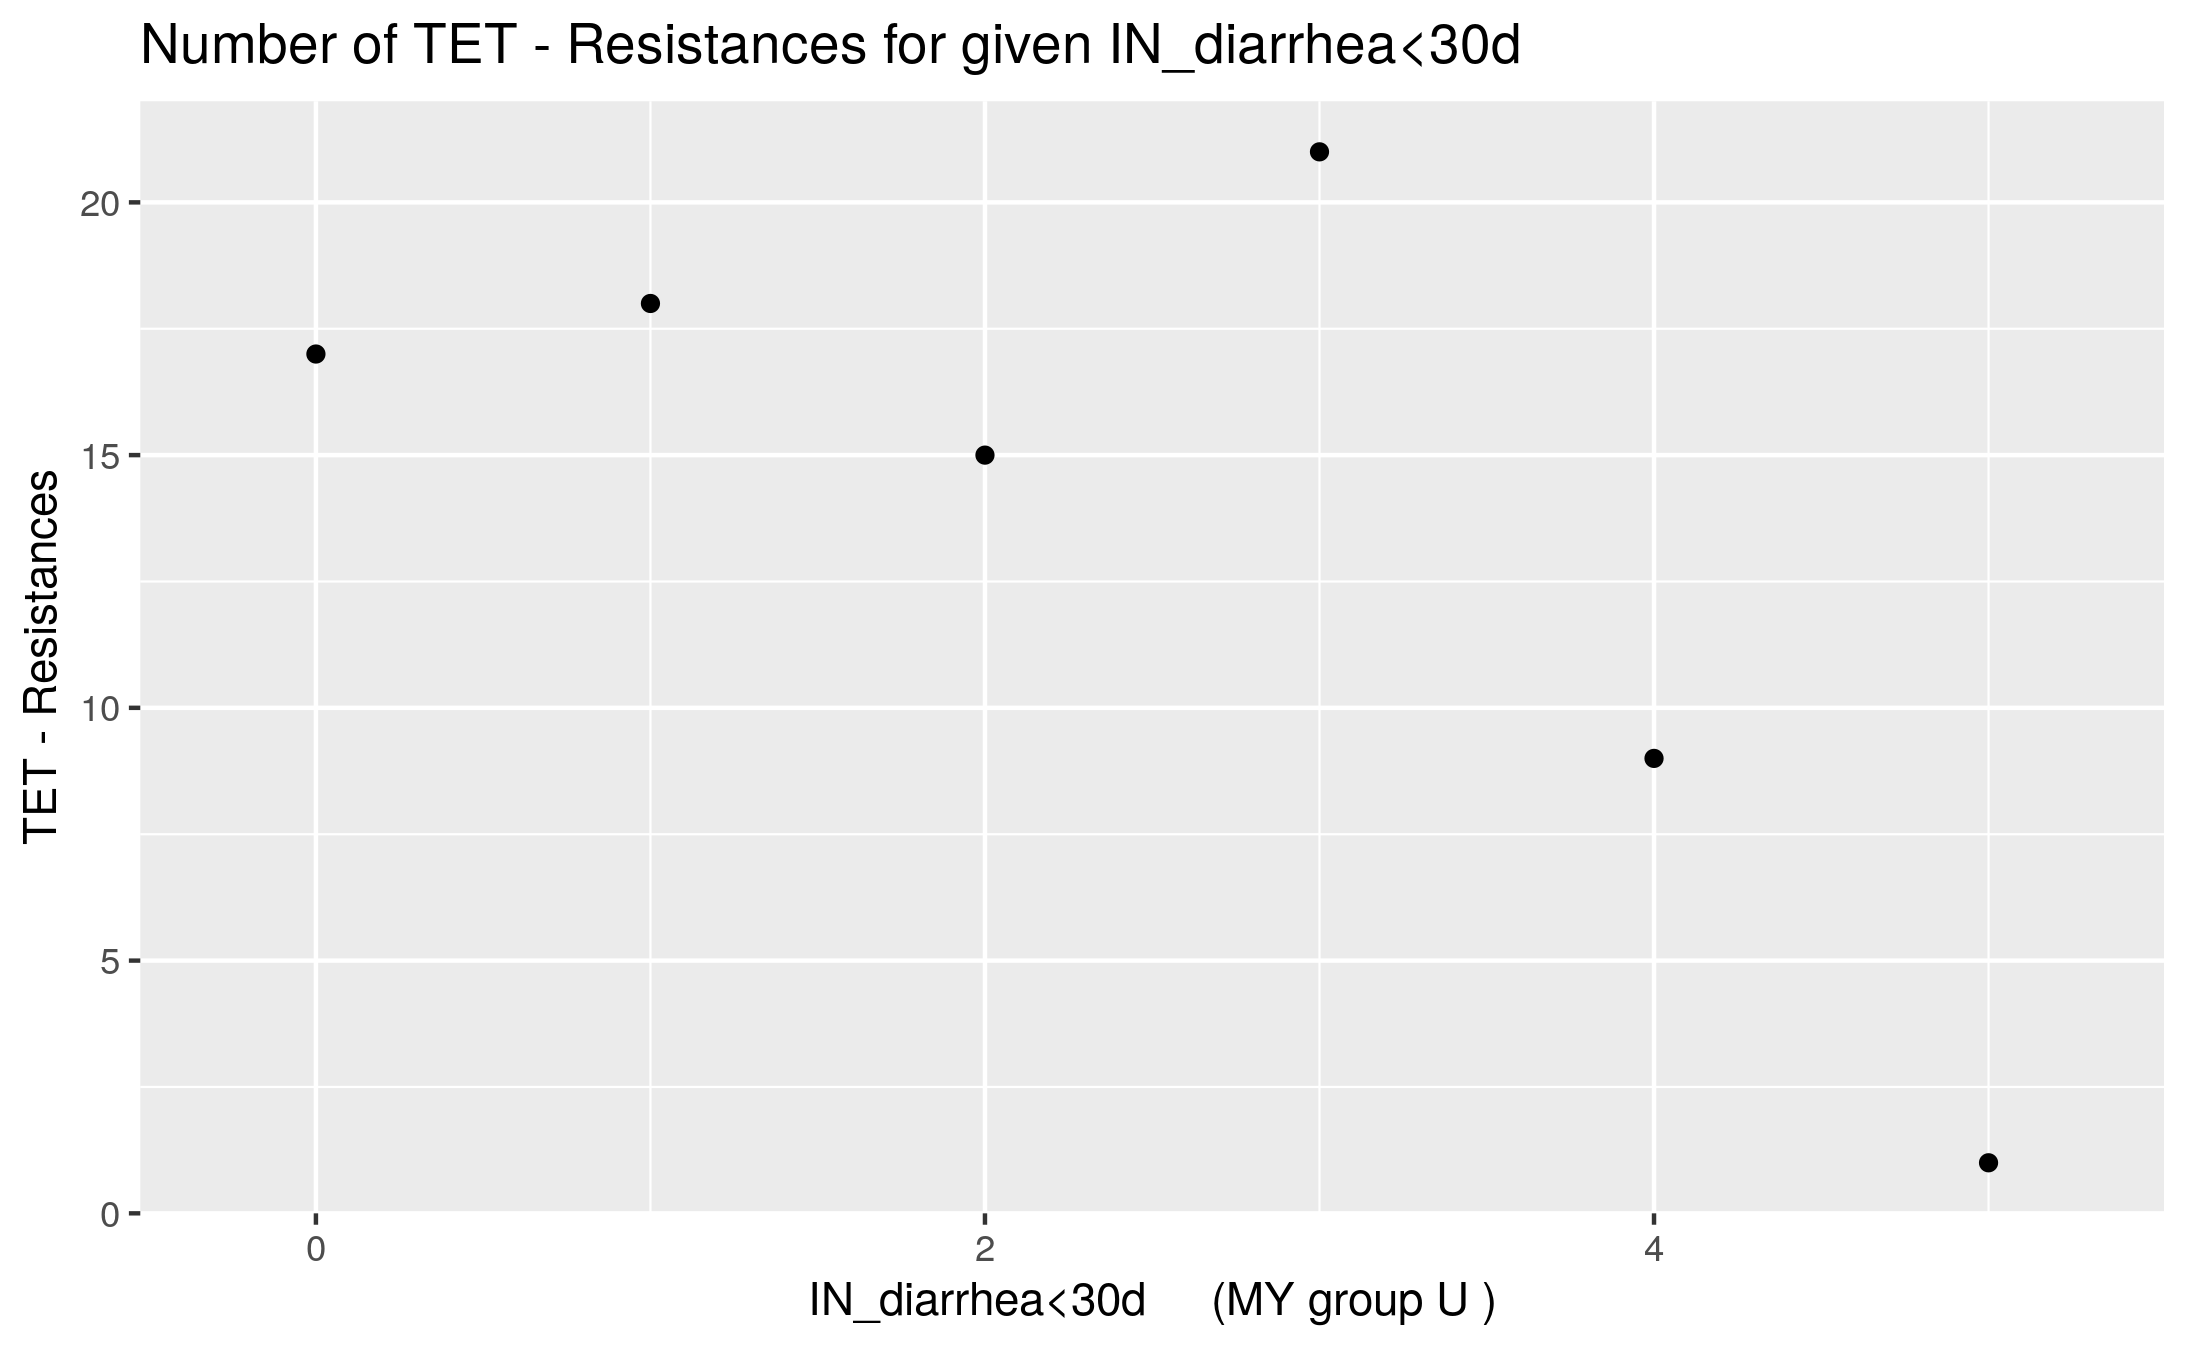 Number of TET - Resistances for given IN_diarrhea<30d
TET - Resistances
20
15
10
5
0
0 2 4
IN_diarrhea<30d (MY group U )